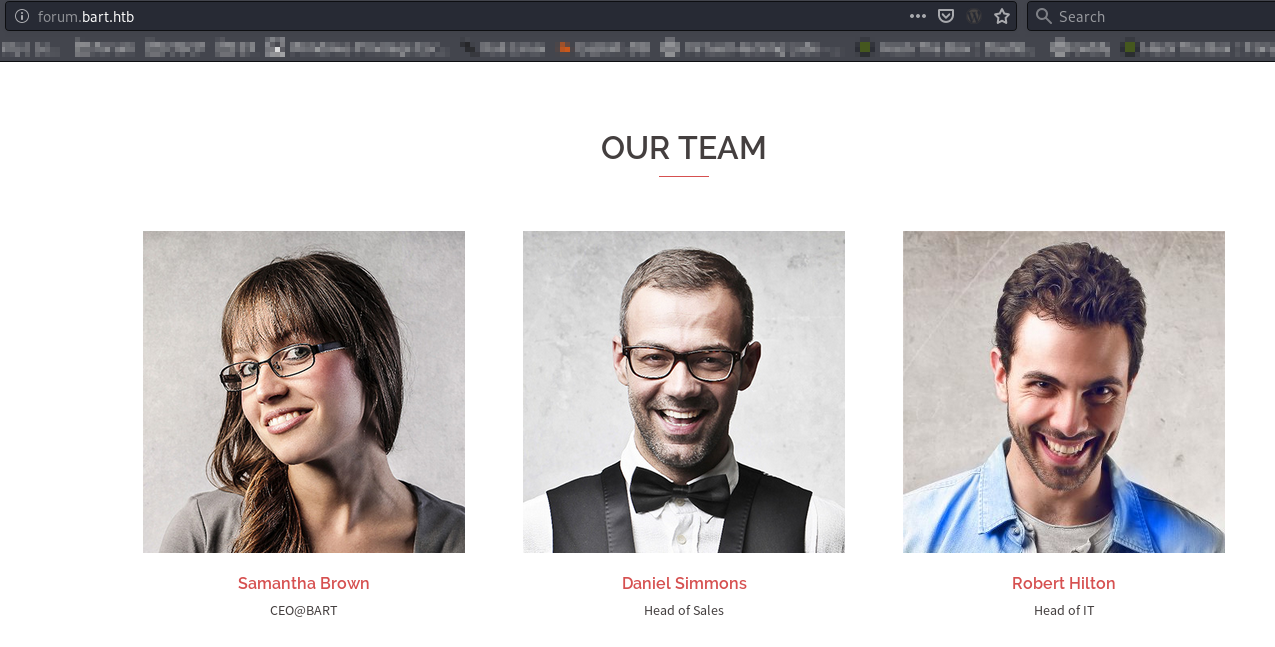 forum.bart.htb
Search
OUR TEAM
Samantha Brown
Daniel Simmons
Robert Hilton
CEO@BART
Head of Sales
Head of IT